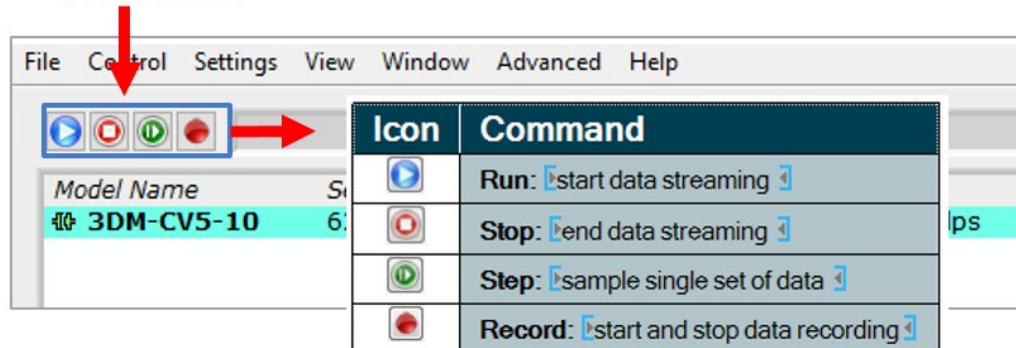 File Control Settings View Window Advanced Help
Icon Command
Run: start data streaming
Model Name
3DM-CV5-10 6
Stop: end data streaming
Step: sample single set of data
Record: start and stop data recording